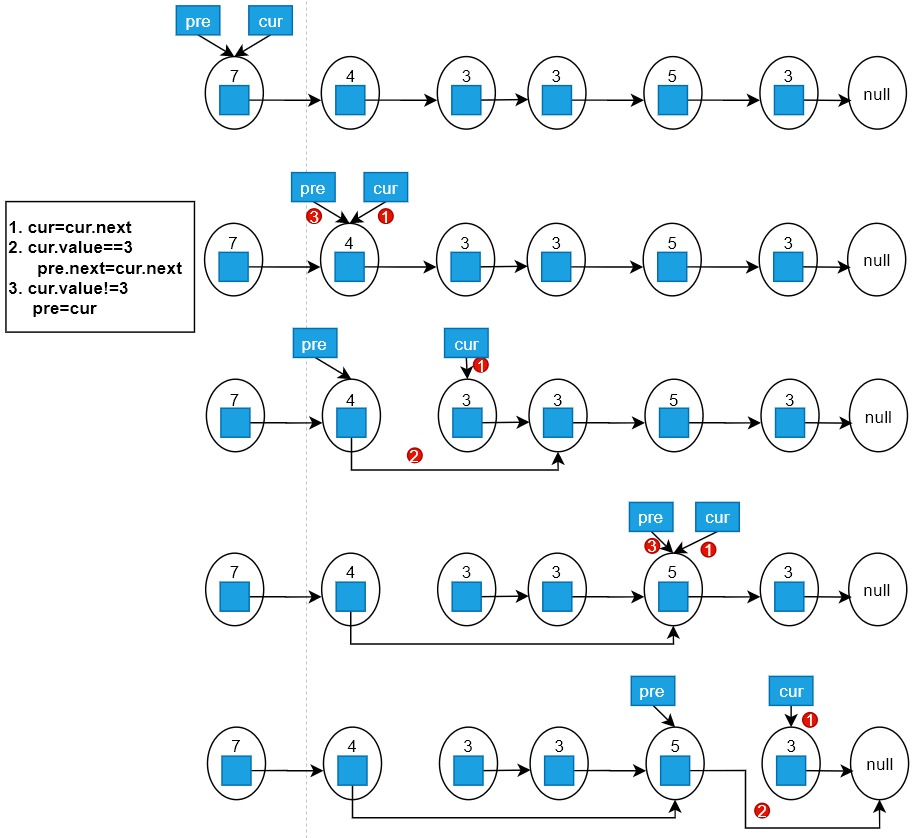 pre cur
7 4 3 3 5 3 null
pre cur
3 1
7 4 3 3 5 3 null
1. cur=cur.next
2. cur.value==3
pre.next=cur.next
3. cur.value!=3
pre=cur
pre cur
1
7 4 3 3 5 3 null
2
pre cur
3 1
7 4 3 3 5 3 null
pre cur
1
7 4 3 3 5 3 null
2